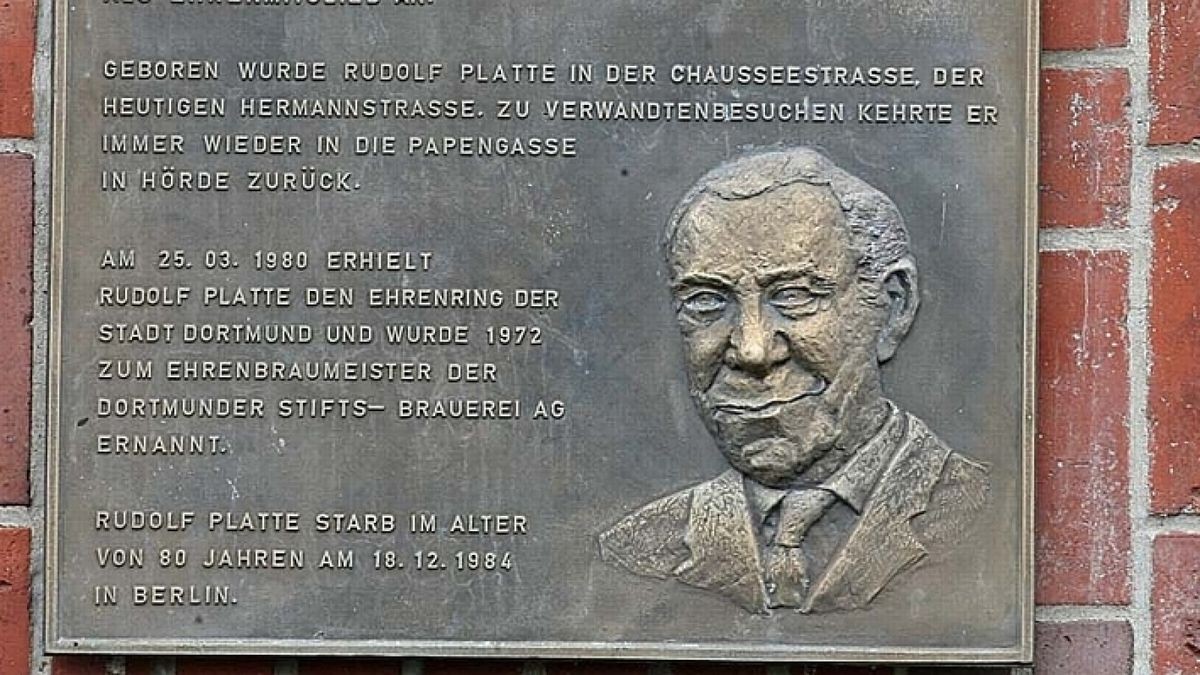 GEBOREN WURDE RUDOLF PLATTE IN DER CHAUSSEESTRASSE, DER
HEUTIGEN HERMANNSTRASSE. ZU VERWANDTENBESUCHEN KEHRTE ER
IMMER WIEDER IN DIE PAPENGASSE
IN HÖRDE ZURÜCK.
AM 25. 03. 1980 ERHIELT
RUDOLF PLATTE DEN EHRENRING DER
STADT DORTMUND UND WURDE 1972
ZUM EHRENBRAUMEISTER DER
DORTMUNDER STIFTS- BRAUEREI AG
ERNANNT.
RUDOLF PLATTE STARB IM ALTER
VON 80 JAHREN AM 18.12.1984
IN BERLIN.